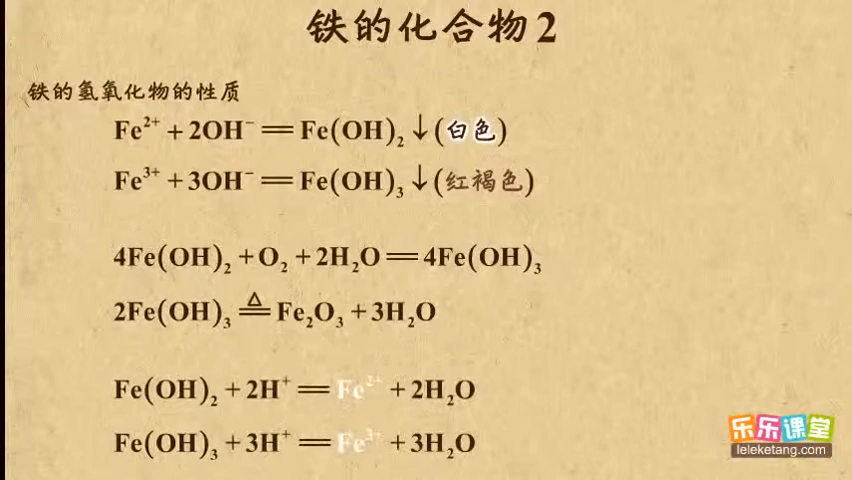 铁的化合物2
铁的氢氧化物的性质
Fe²⁺+2OH⁻══Fe(OH)₂↓(白色)
Fe³⁺+3OH⁻══Fe(OH)₃↓(红褐色)
4Fe(OH)₂+O₂+2H₂O══4Fe(OH)₃
2Fe(OH)₃≜Fe₂O₃+3H₂O
Fe(OH)₂+2H⁺══Fe²⁺+2H₂O
Fe(OH)₃+3H⁺══Fe³⁺+3H₂O
乐乐课堂
leleketang.com